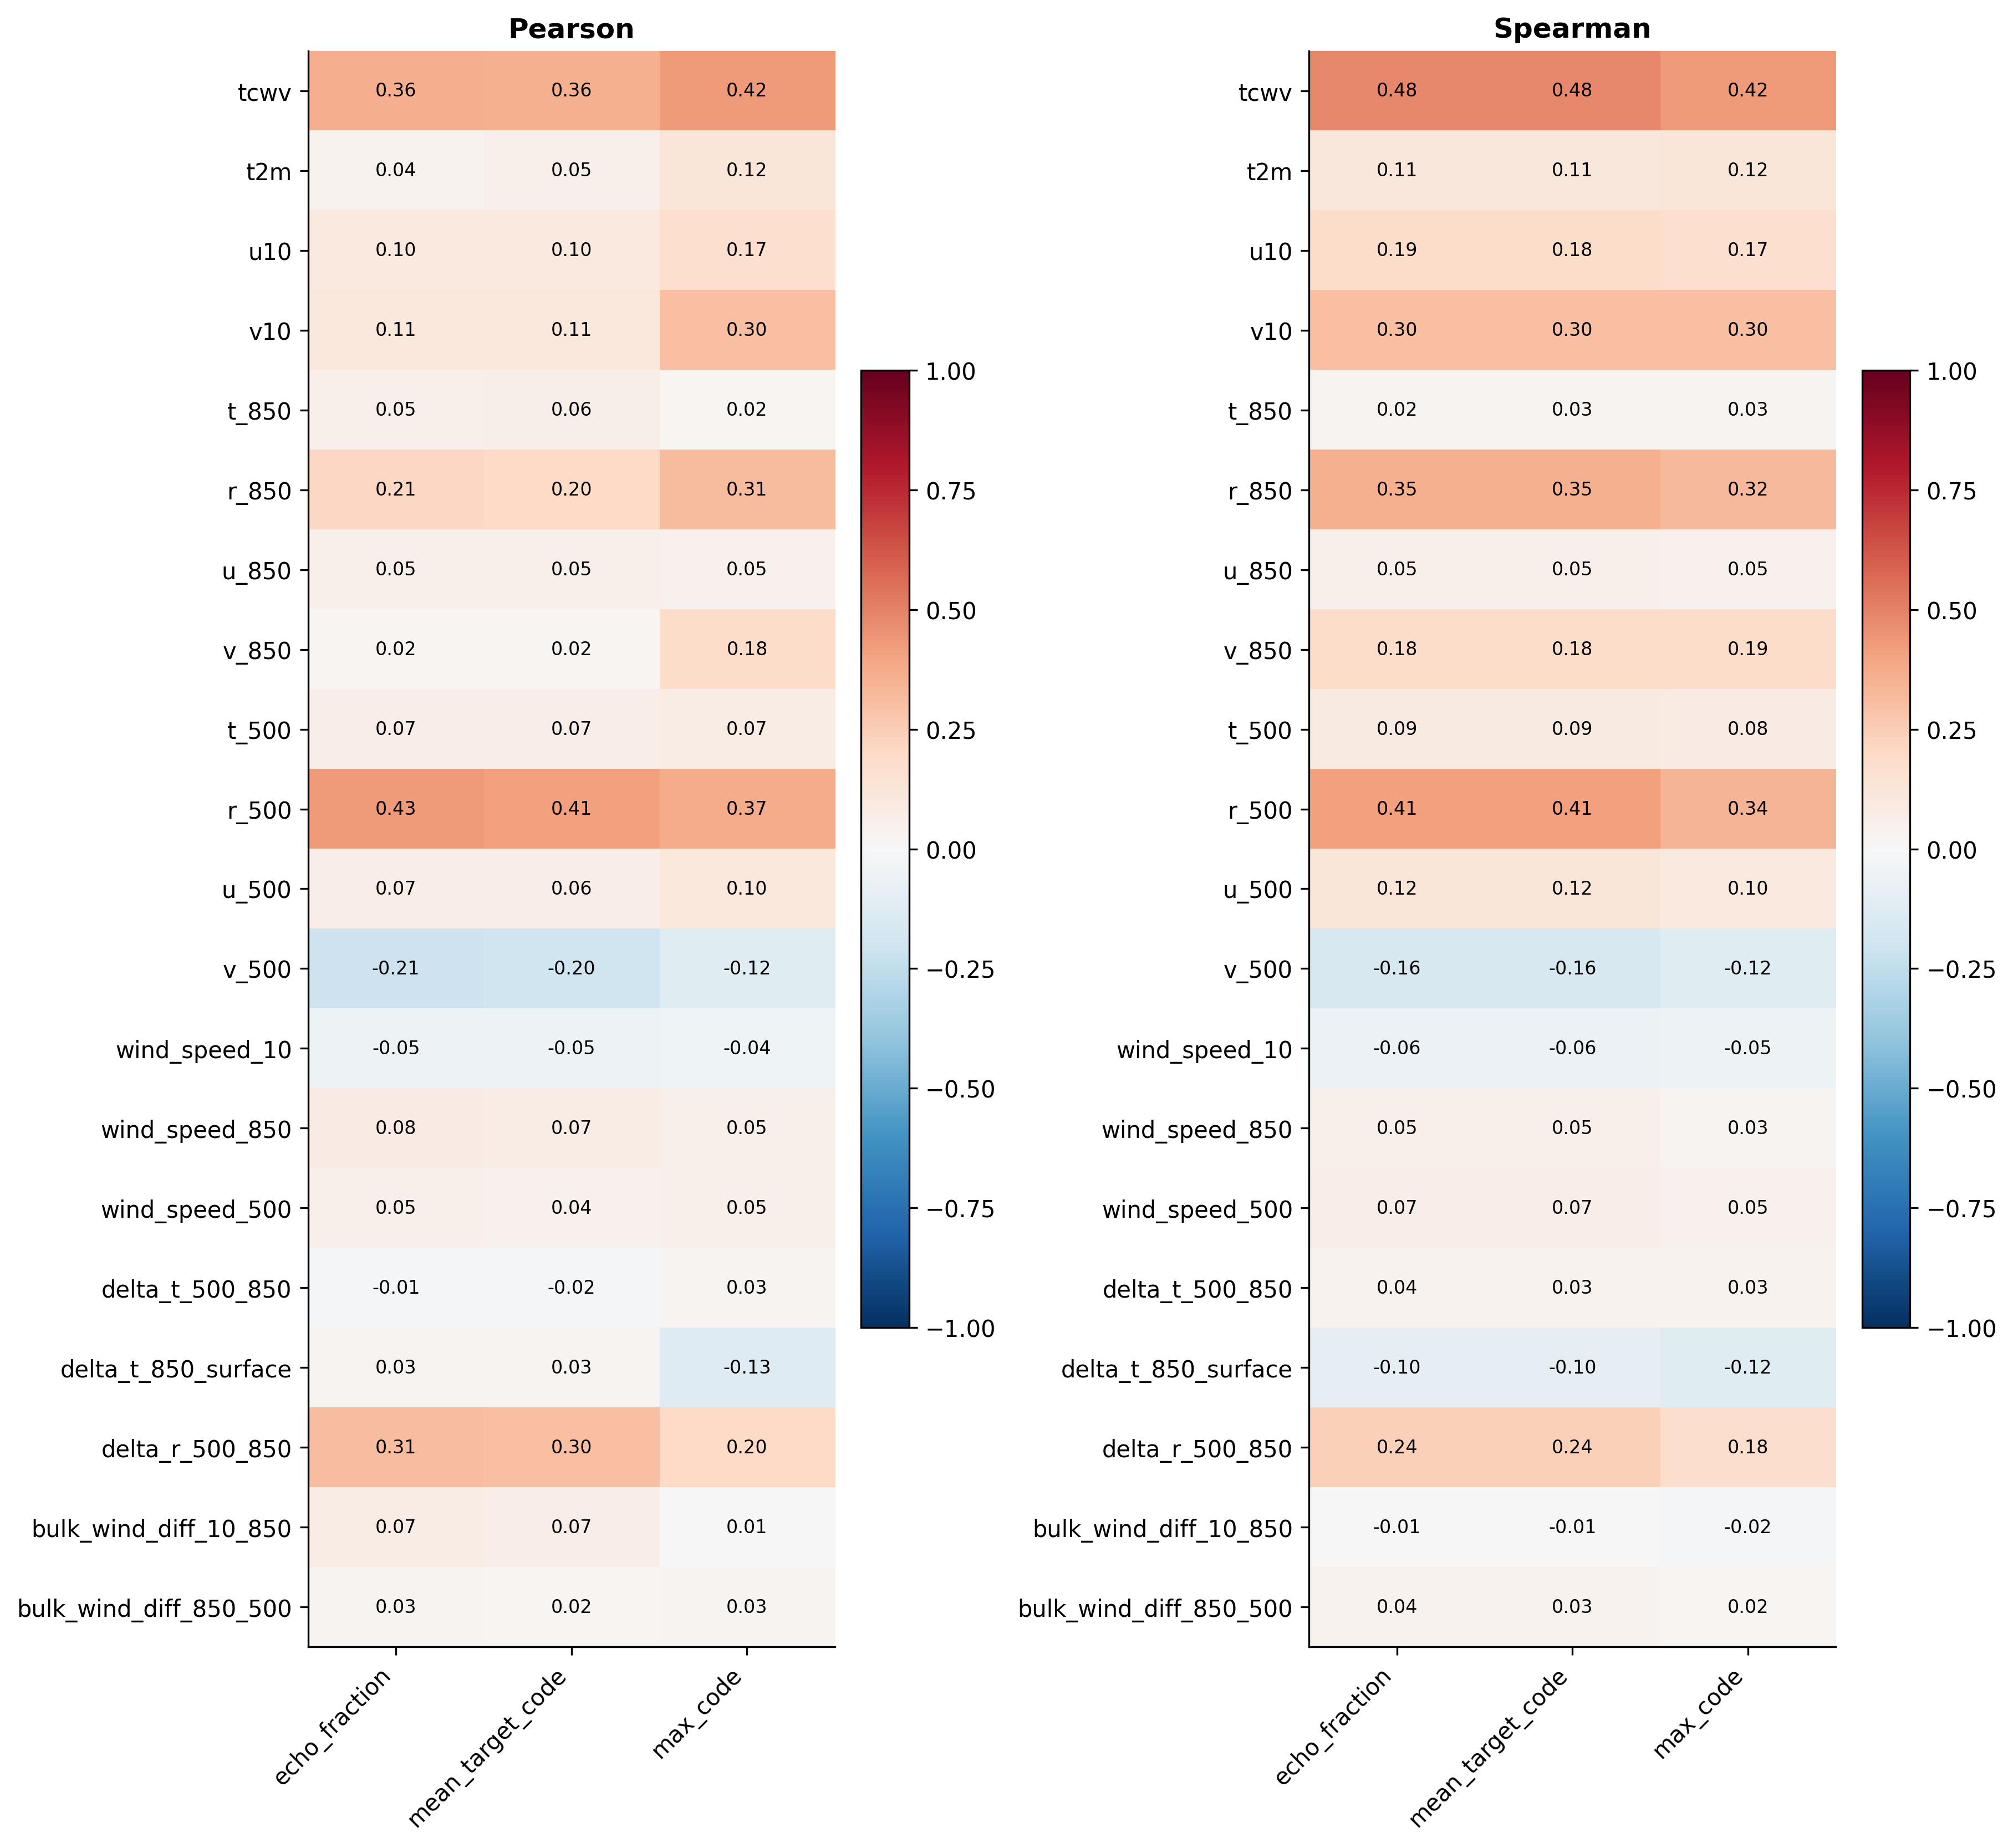 Pearson
tcwv 0.36 0.36 0.42
t2m 0.04 0.05 0.12
u10 0.10 0.10 0.17
v10 0.11 0.11 0.30
t_850 0.05 0.06 0.02
r_850 0.21 0.20 0.31
u_850 0.05 0.05 0.05
v_850 0.02 0.02 0.18
t_500 0.07 0.07 0.07
r_500 0.43 0.41 0.37
u_500 0.07 0.06 0.10
v_500 -0.21 -0.20 -0.12
wind_speed_10 -0.05 -0.05 -0.04
wind_speed_850 0.08 0.07 0.05
wind_speed_500 0.05 0.04 0.05
delta_t_500_850 -0.01 -0.02 0.03
delta_t_850_surface 0.03 0.03 -0.13
delta_r_500_850 0.31 0.30 0.20
bulk_wind_diff_10_850 0.07 0.07 0.01
bulk_wind_diff_850_500 0.03 0.02 0.03
echo_fraction
mean_target_code
max_code
1.00
0.75
0.50
0.25
0.00
−0.25
−0.50
−0.75
−1.00
Spearman
tcwv 0.48 0.48 0.42
t2m 0.11 0.11 0.12
u10 0.19 0.18 0.17
v10 0.30 0.30 0.30
t_850 0.02 0.03 0.03
r_850 0.35 0.35 0.32
u_850 0.05 0.05 0.05
v_850 0.18 0.18 0.19
t_500 0.09 0.09 0.08
r_500 0.41 0.41 0.34
u_500 0.12 0.12 0.10
v_500 -0.16 -0.16 -0.12
wind_speed_10 -0.06 -0.06 -0.05
wind_speed_850 0.05 0.05 0.03
wind_speed_500 0.07 0.07 0.05
delta_t_500_850 0.04 0.03 0.03
delta_t_850_surface -0.10 -0.10 -0.12
delta_r_500_850 0.24 0.24 0.18
bulk_wind_diff_10_850 -0.01 -0.01 -0.02
bulk_wind_diff_850_500 0.04 0.03 0.02
echo_fraction
mean_target_code
max_code
1.00
0.75
0.50
0.25
0.00
−0.25
−0.50
−0.75
−1.00